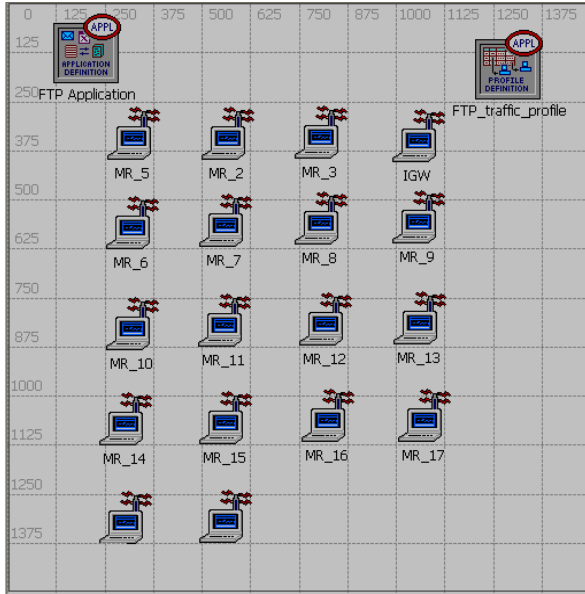 0 125 250 375 500 625 750 875 1000 1125 1250 1375
125
APPL
APPLICATION
DEFINITION
FTP Application
APPL
PROFILE
DEFINITION
FTP_traffic_profile
250
375
MR_5 MR_2 MR_3 IGW
500
625
MR_6 MR_7 MR_8 MR_9
750
875
MR_10 MR_11 MR_12 MR_13
1000
1125
MR_14 MR_15 MR_16 MR_17
1250
1375